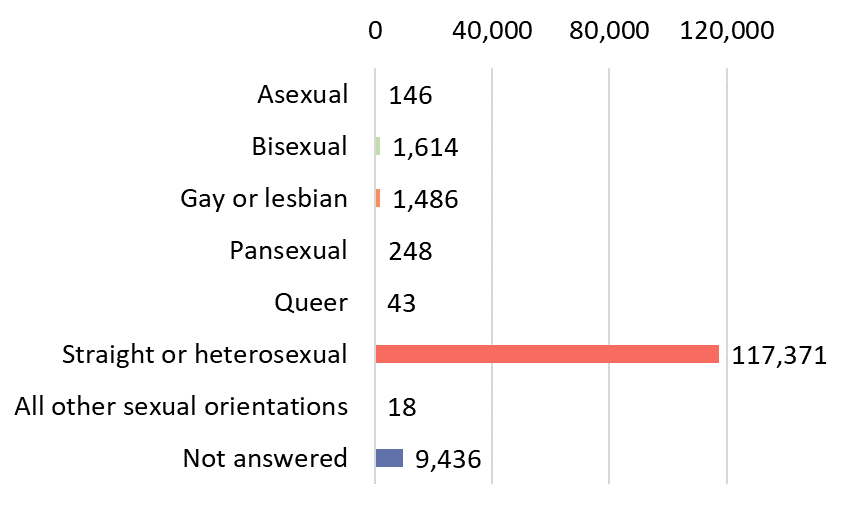 0 40,000 80,000 120,000
Asexual 146
Bisexual 1,614
Gay or lesbian 1,486
Pansexual 248
Queer 43
Straight or heterosexual 117,371
All other sexual orientations 18
Not answered 9,436